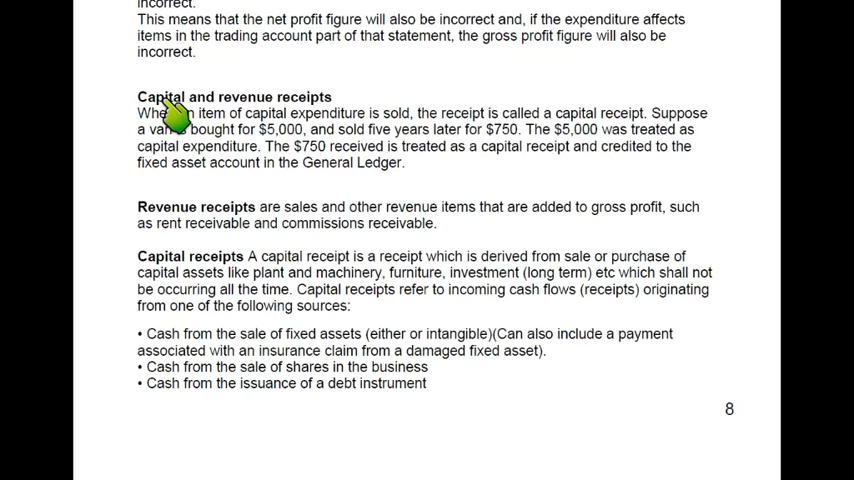 incorrect.
This means that the net profit figure will also be incorrect and, if the expenditure affects
items in the trading account part of that statement, the gross profit figure will also be
incorrect.
Capital and revenue receipts
item of capital expenditure is sold, the receipt is called a capital receipt. Suppose
a van bought for $5,000, and sold five years later for $750. The $5,000 was treated as
capital expenditure. The $750 received is treated as a capital receipt and credited to the
fixed asset account in the General Ledger.
Revenue receipts are sales and other revenue items that are added to gross profit, such
as rent receivable and commissions receivable.
Capital receipts A capital receipt is a receipt which is derived from sale or purchase of
capital assets like plant and machinery, furniture, investment (long term) etc which shall not
be occurring all the time. Capital receipts refer to incoming cash flows (receipts) originating
from one of the following sources:
• Cash from the sale of fixed assets (either or intangible)(Can also include a payment
associated with an insurance claim from a damaged fixed asset).
• Cash from the sale of shares in the business
• Cash from the issuance of a debt instrument
8